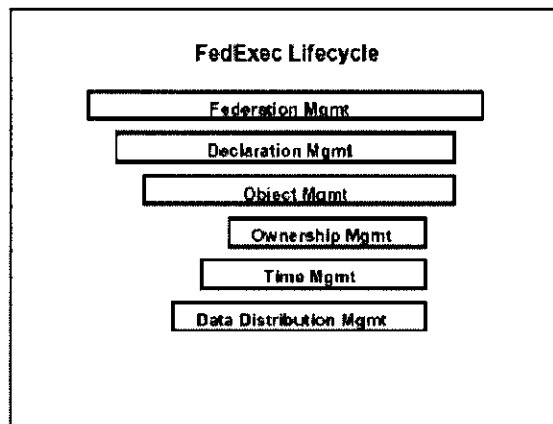 FedExec Lifecycle
Federation Mgmt
Declaration Mgmt
Object Mgmt
Ownership Mgmt
Time Mgmt
Data Distribution Mgmt